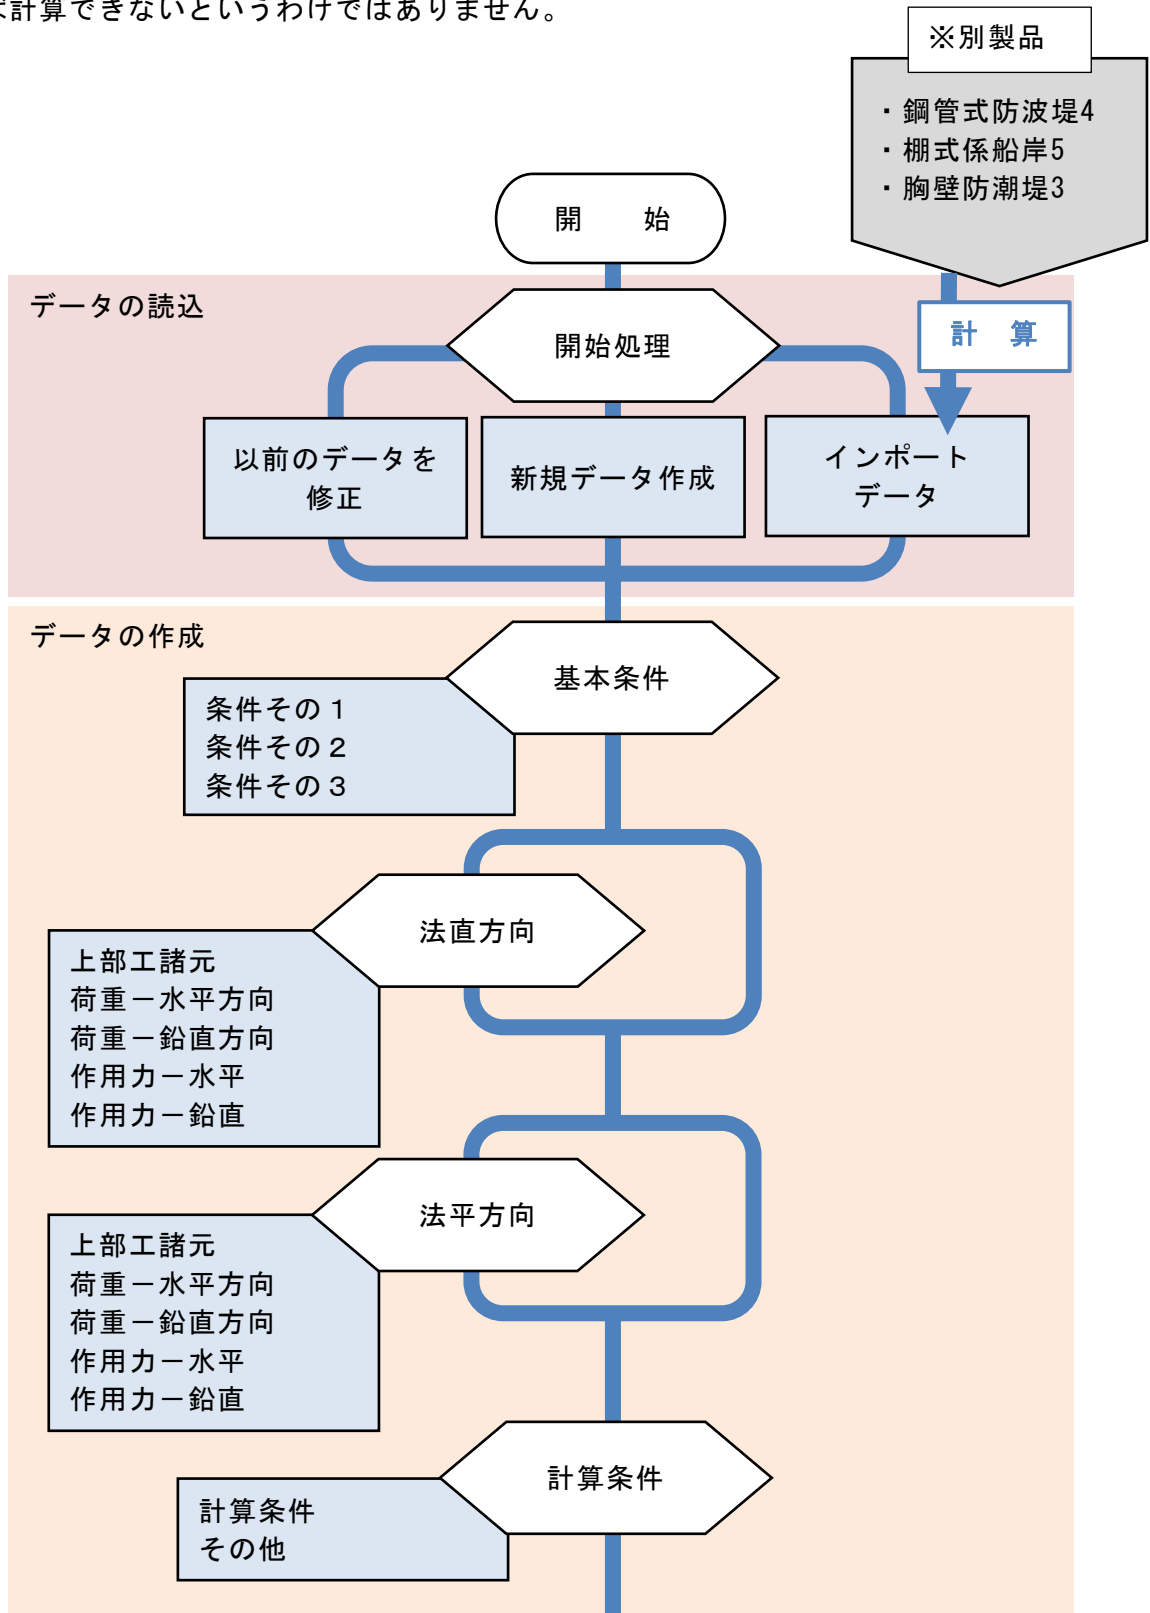 計算できないというわけではありません。
※別製品
・鋼管式防波堤4
・棚式係船岸5
・胸壁防潮堤3
開　始
データの読込
開始処理
計　算
以前のデータを
修正
新規データ作成
インポート
データ
データの作成
基本条件
条件その１
条件その２
条件その３
法直方向
上部工諸元
荷重－水平方向
荷重－鉛直方向
作用力－水平
作用力－鉛直
法平方向
上部工諸元
荷重－水平方向
荷重－鉛直方向
作用力－水平
作用力－鉛直
計算条件
計算条件
その他